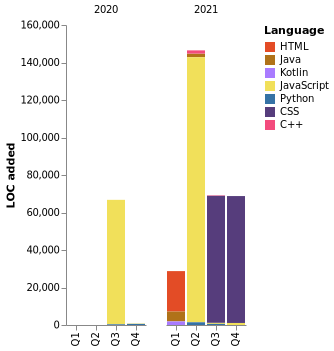 2020
2021
LOC added
160,000
140,000
120,000
100,000
80,000
60,000
40,000
20,000
0
Q1
Q2
Q3
Q4
Q1
Q2
Q3
Q4
Language
HTML
Java
Kotlin
JavaScript
Python
CSS
C++